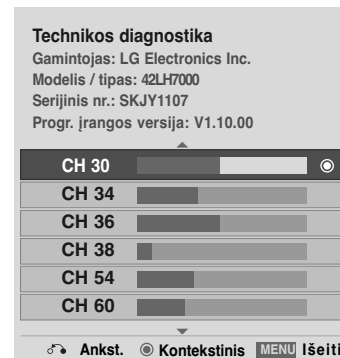 Technikos diagnostika
Gamintojas: LG Electronics Inc.
Modelis / tipas: 42LH7000
Serijinis nr.: SKJY1107
Progr. įrangos versija: V1.10.00
CH 30
CH 34
CH 36
CH 38
CH 54
CH 60
Ankst. Kontekstinis MENU Išeiti